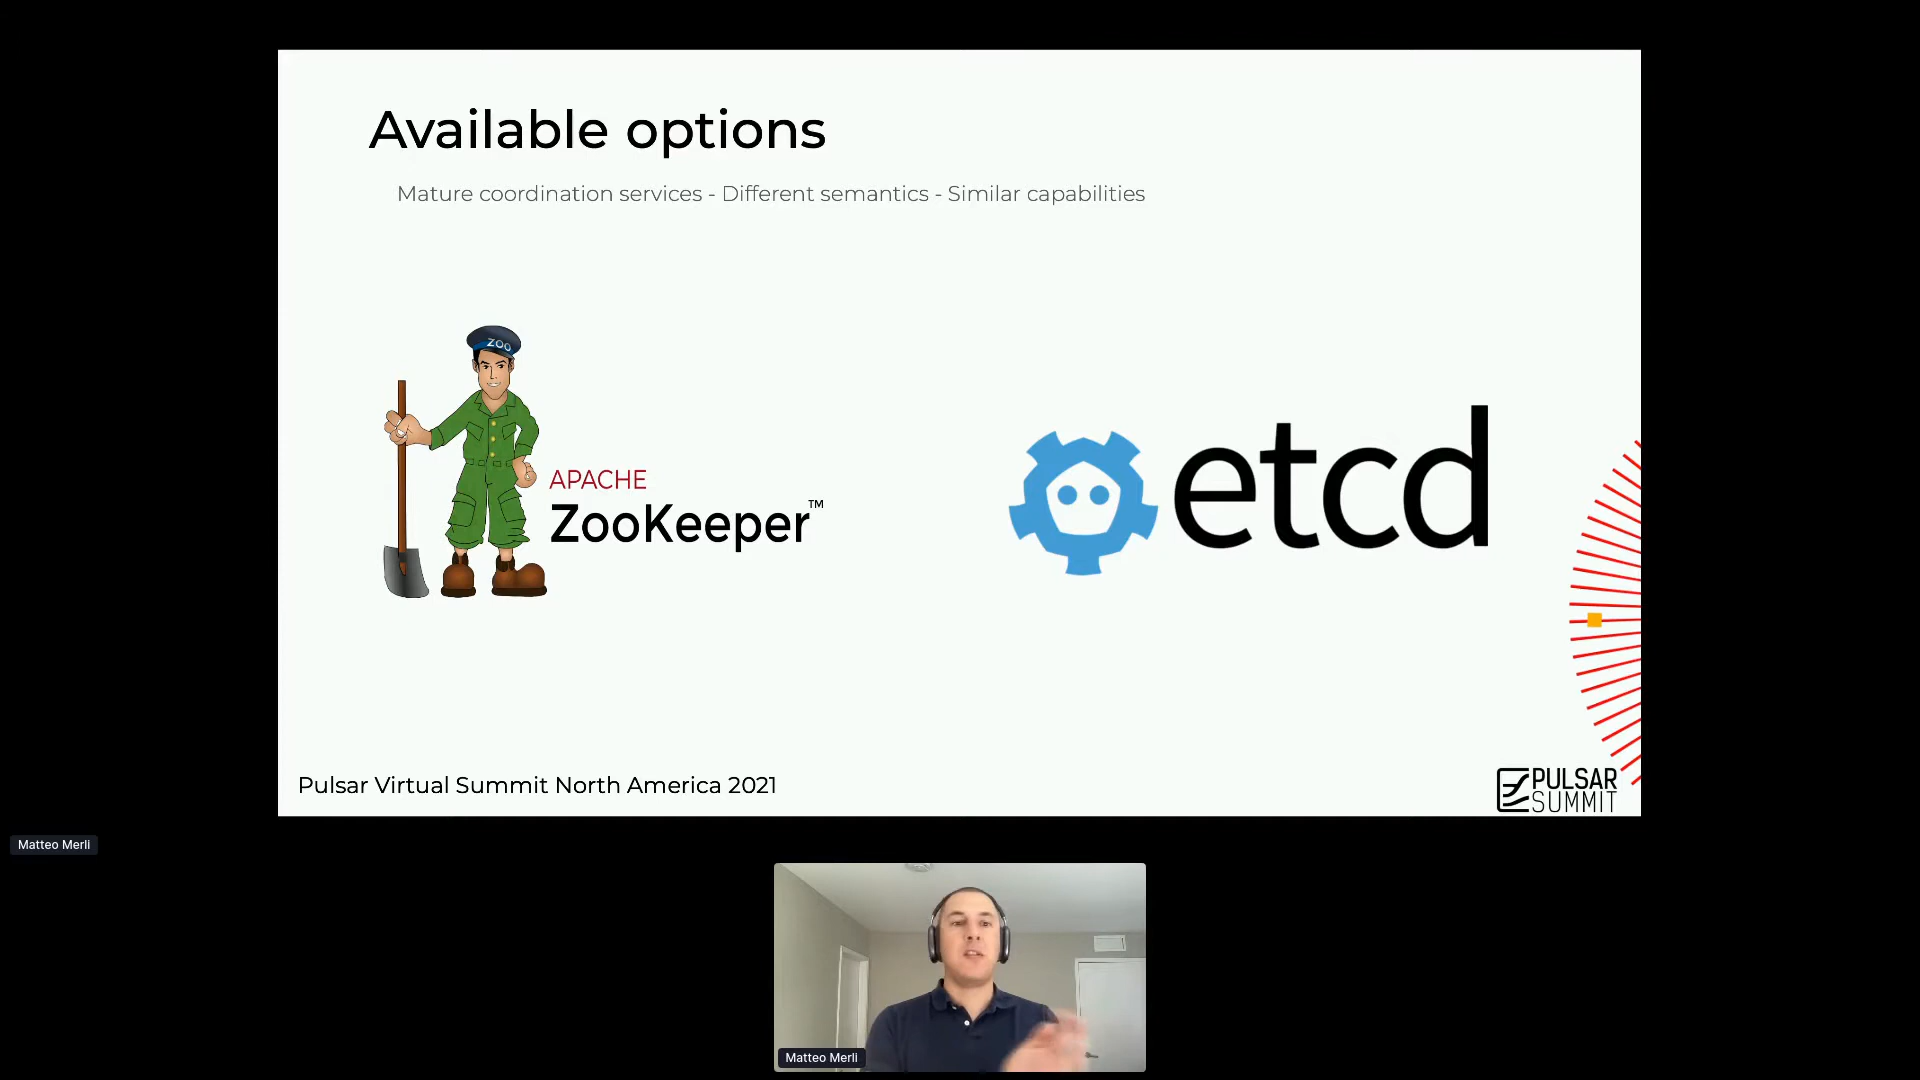 Available options
Mature coordination services - Different semantics - Similar capabilities
ZOO
APACHE
ZooKeeper™
etcd
Pulsar Virtual Summit North America 2021
PULSAR
SUMMIT
Matteo Merli
Matteo Merli